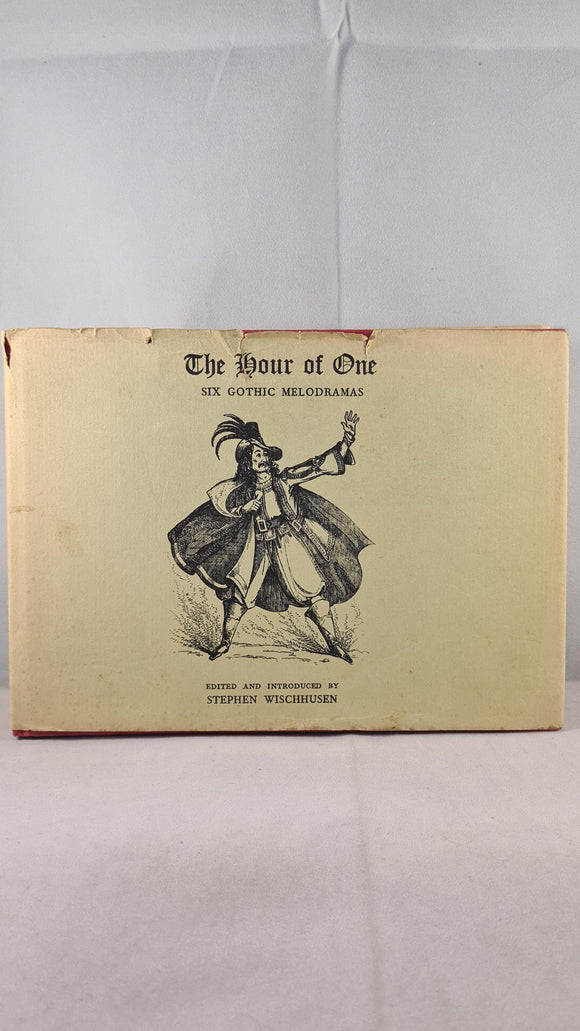 The Hour of One
SIX GOTHIC MELODRAMAS
EDITED AND INTRODUCED BY
STEPHEN WISCHHUSEN